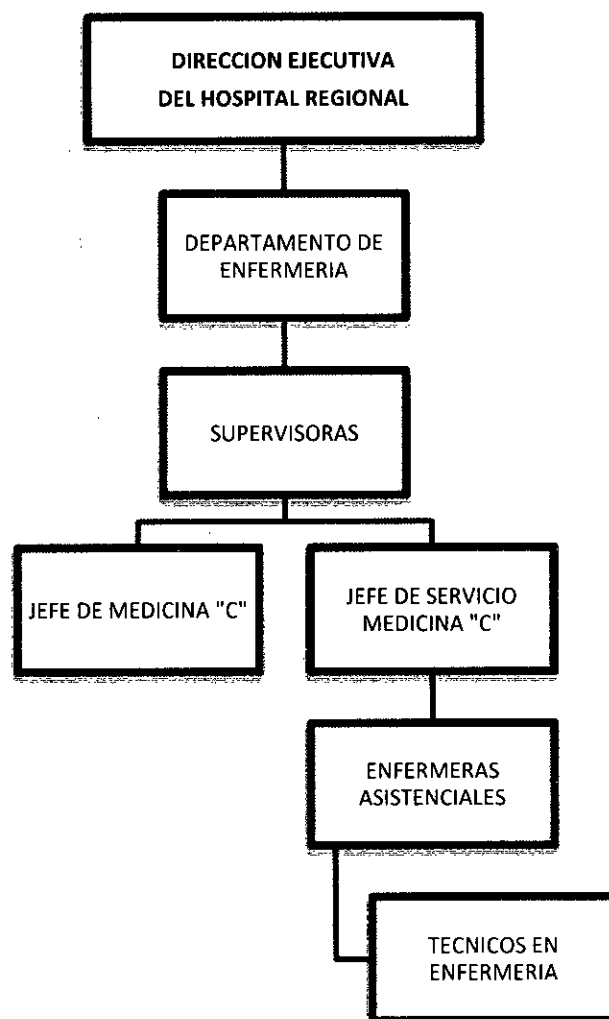 DIRECCION EJECUTIVA
DEL HOSPITAL REGIONAL
DEPARTAMENTO DE
ENFERMERIA
SUPERVISORAS
JEFE DE MEDICINA "C"
JEFE DE SERVICIO
MEDICINA "C"
ENFERMERAS
ASISTENCIALES
TECNICOS EN
ENFERMERIA